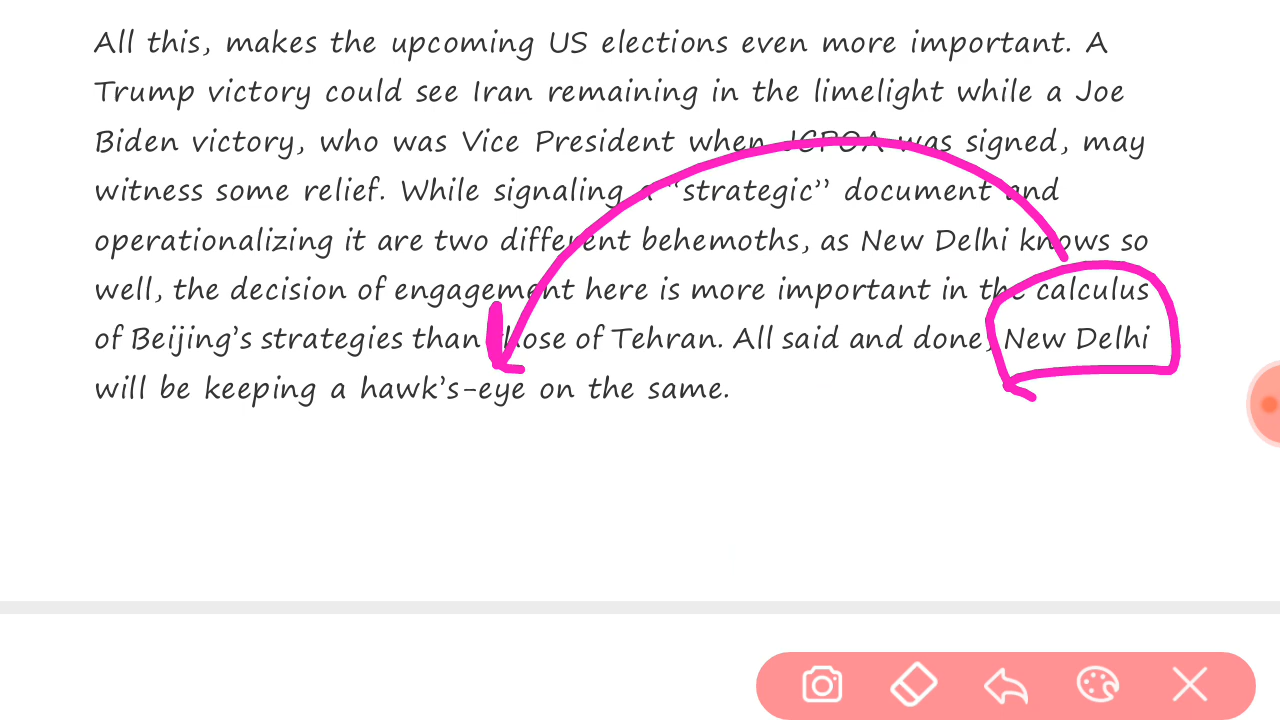 All this, makes the upcoming US elections even more important. A
Trump victory could see Iran remaining in the limelight while a Joe
Biden victory, who was Vice President when JCPOA was signed, may
witness some relief. While signaling a “strategic” document and
operationalizing it are two different behemoths, as New Delhi knows so
well, the decision of engagement here is more important in the calculus
of Beijing’s strategies than those of Tehran. All said and done, New Delhi
will be keeping a hawk’s-eye on the same.